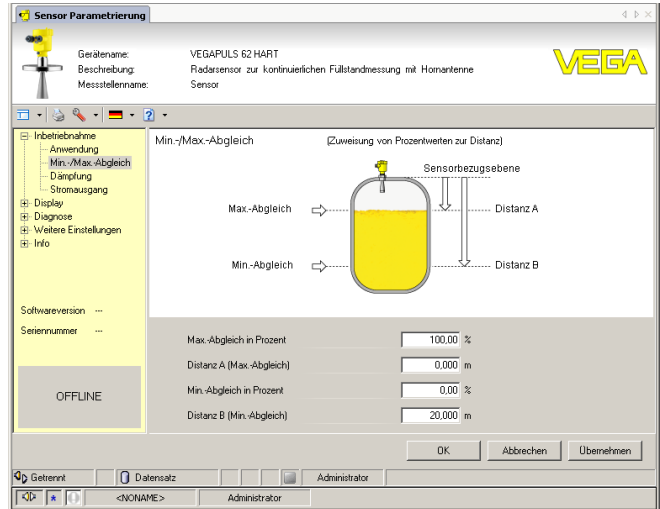 Sensor Parametrierung
Gerätename: VEGAPULS 62 HART
Beschreibung: Radarsensor zur kontinuierlichen Füllstandmessung mit Hornantenne
Messstellenname: Sensor
VEGA
Inbetriebnahme
Anwendung
Min.-/Max.-Abgleich
Dämpfung
Stromausgang
Display
Diagnose
Weitere Einstellungen
Info
Softwareversion ---
Seriennummer ---
OFFLINE
Min.-/Max.-Abgleich (Zuweisung von Prozentwerten zur Distanz)
Sensorbezugsebene
Max.-Abgleich Distanz A
Min.-Abgleich Distanz B
Max.-Abgleich in Prozent 100,00 %
Distanz A (Max.-Abgleich) 0,000 m
Min.-Abgleich in Prozent 0,00 %
Distanz B (Min.-Abgleich) 20,000 m
OK Abbrechen Übernehmen
Getrennt Datensatz Administrator
<NONAME> Administrator